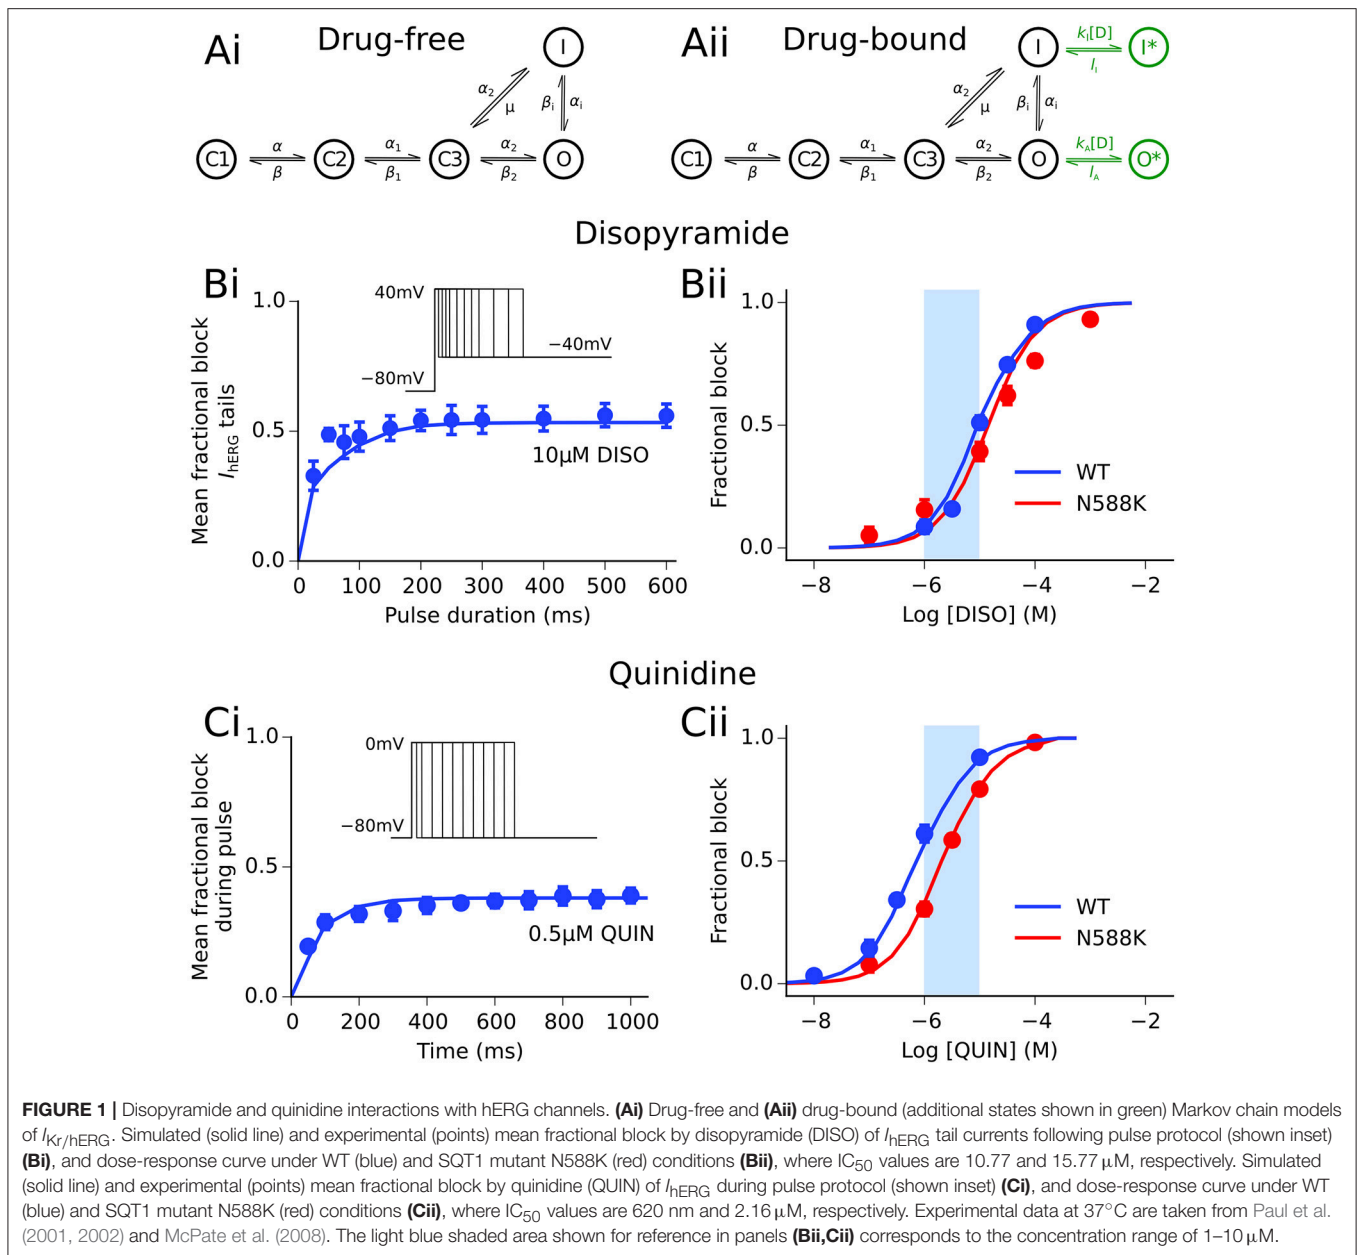 Ai Drug-free
I
α₂ μ βᵢ αᵢ
C1 α β C2 α₁ β₁ C3 α₂ β₂ O
Aii Drug-bound
I k_I[D] l_I I*
α₂ μ βᵢ αᵢ
C1 α β C2 α₁ β₁ C3 α₂ β₂ O k_A[D] l_A O*
Disopyramide
Bi
Mean fractional block
I_hERG tails
1.0
0.5
0.0
40mV
−40mV
−80mV
10µM DISO
0 100 200 300 400 500 600
Pulse duration (ms)
Bii
Fractional block
1.0
0.5
0.0
WT
N588K
−8 −6 −4 −2
Log [DISO] (M)
Quinidine
Ci
Mean fractional block
during pulse
1.0
0.5
0.0
0mV
−80mV
0.5µM QUIN
0 200 400 600 800 1000
Time (ms)
Cii
Fractional block
1.0
0.5
0.0
WT
N588K
−8 −6 −4 −2
Log [QUIN] (M)
FIGURE 1 | Disopyramide and quinidine interactions with hERG channels. (Ai) Drug-free and (Aii) drug-bound (additional states shown in green) Markov chain models
of I_Kr/hERG. Simulated (solid line) and experimental (points) mean fractional block by disopyramide (DISO) of I_hERG tail currents following pulse protocol (shown inset)
(Bi), and dose-response curve under WT (blue) and SQT1 mutant N588K (red) conditions (Bii), where IC₅₀ values are 10.77 and 15.77 µM, respectively. Simulated
(solid line) and experimental (points) mean fractional block by quinidine (QUIN) of I_hERG during pulse protocol (shown inset) (Ci), and dose-response curve under WT
(blue) and SQT1 mutant N588K (red) conditions (Cii), where IC₅₀ values are 620 nm and 2.16 µM, respectively. Experimental data at 37°C are taken from Paul et al.
(2001, 2002) and McPate et al. (2008). The light blue shaded area shown for reference in panels (Bii,Cii) corresponds to the concentration range of 1–10 µM.